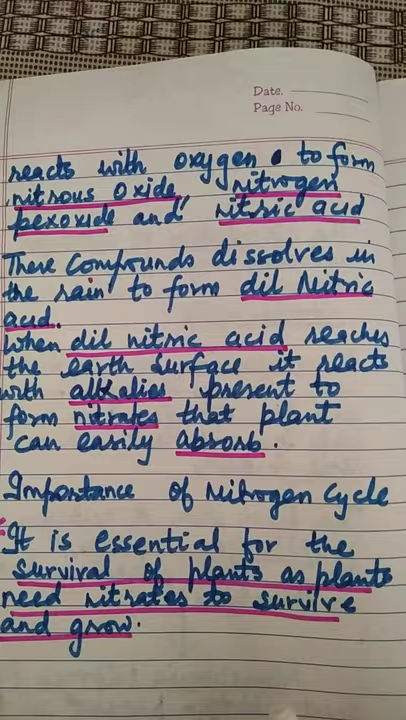 Date.
Page No.
reacts with oxygen to form
nitrous oxide, nitrogen
peroxide and nitric acid
There Compounds dissolves in
the rain to form dil Nitric
acid.
When dil nitric acid reaches
the earth surface it reacts
with alkalies present to
form nitrates that plant
can easily absorb.
Importance of Nitrogen Cycle
It is essential for the
survival of plants as plants
need nitrates to survive
and grow.